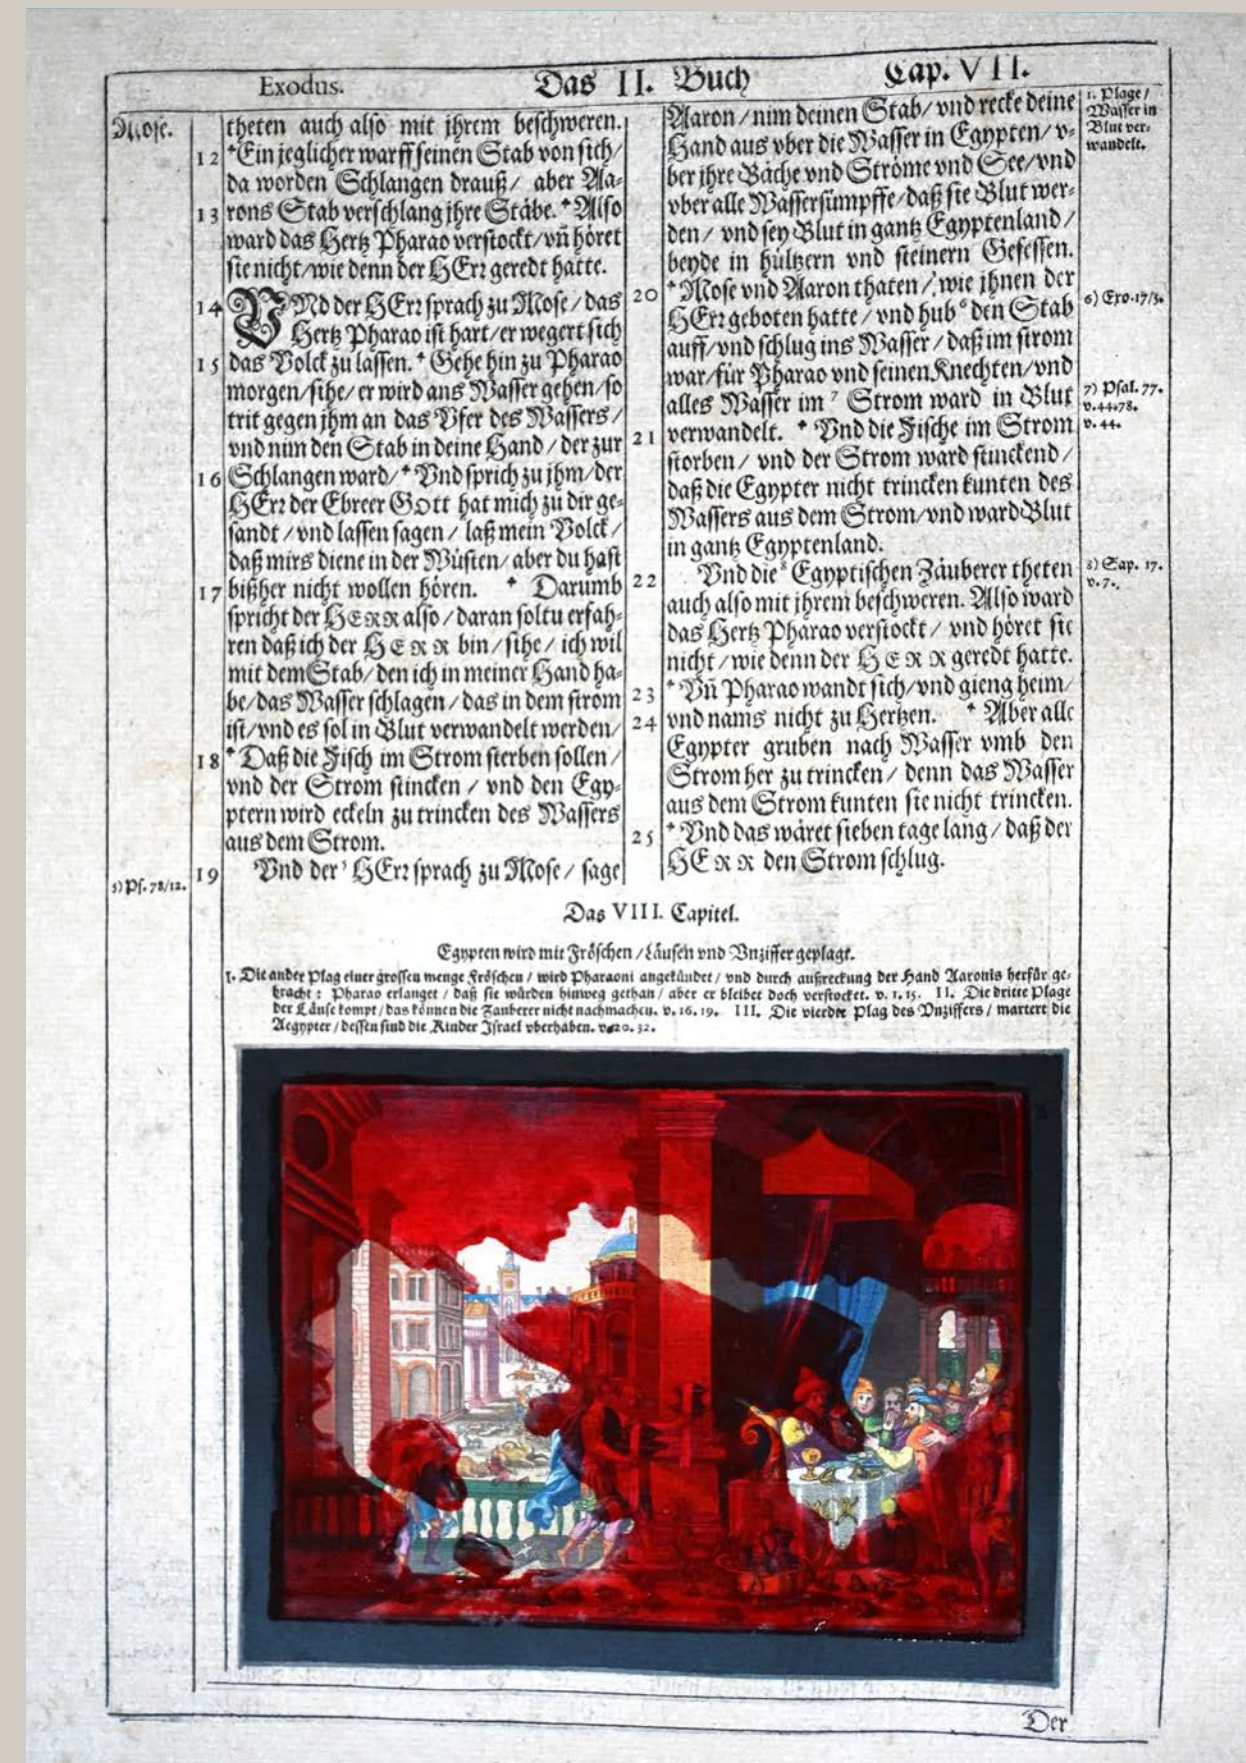 Exodus. Das II. Buch Cap. VII.
Mose.
theten auch also mit jhrem beschweren.
12 *Ein jeglicher warff seinen Stab von sich/
da worden Schlangen drauß/ aber Aa-
13 rons Stab verschlang jhre Stäbe. *Also
ward das Hertz Pharao verstockt/vñ höret
sie nicht/wie denn der HErr geredt hatte.
14 VNd der HErr sprach zu Mose/das
Hertz Pharao ist hart/er wegert sich
15 das Volck zu lassen. *Gehe hin zu Pharao
morgen/sihe/er wird ans Wasser gehen/so
trit gegen jhm an das Vfer des Wassers/
vnd nim den Stab in deine Hand/der zur
16 Schlangen ward/*Vnd sprich zu jhm/der
HErr der Ebreer Gott hat mich zu dir ge-
sandt/vnd lassen sagen/laß mein Volck/
daß mirs diene in der Wüsten/aber du hast
17 bißher nicht wollen hören. *Darumb
spricht der HERR also/daran soltu erfah-
ren daß ich der HERR bin/sihe/ich wil
mit dem Stab/den ich in meiner Hand ha-
be/das Wasser schlagen/das in dem strom
ist/vnd es sol in Blut verwandelt werden/
18 *Daß die Fisch im Strom sterben sollen/
vnd der Strom stincken/vnd den Egy-
ptern wird eckeln zu trincken des Wassers
aus dem Strom.
19 Vnd der ⁵ HErr sprach zu Mose/sage
5) Ps. 78/12.
Aaron/nim deinen Stab/vnd recke deine
Hand aus vber die Wasser in Egypten/v-
ber jhre Bäche vnd Ströme vnd See/vnd
vber alle Wassersümpffe/daß sie Blut wer-
den/vnd sey Blut in gantz Egyptenland/
beyde in hültzern vnd steinern Gefessen.
20 *Mose vnd Aaron thaten/wie jhnen der
HErr geboten hatte/vnd hub ⁶ den Stab
auff/vnd schlug ins Wasser/daß im strom
war/für Pharao vnd seinen Knechten/vnd
alles Wasser im ⁷ Strom ward in Blut
21 verwandelt. *Vnd die Fische im Strom
storben/vnd der Strom ward stinckend/
daß die Egypter nicht trincken kunten des
Wassers aus dem Strom/vnd ward Blut
in gantz Egyptenland.
22 Vnd die ⁸ Egyptischen Zäuberer theten
auch also mit jhrem beschweren. Also ward
das Hertz Pharao verstockt/vnd höret sie
nicht/wie denn der HERR geredt hatte.
23 *Vñ Pharao wandt sich/vnd gieng heim/
24 vnd nams nicht zu Hertzen. *Aber alle
Egypter gruben nach Wasser vmb den
Strom her zu trincken/denn das Wasser
aus dem Strom kunten sie nicht trincken.
25 *Vnd das wäret sieben tage lang/daß der
HERR den Strom schlug.
1. Plage/
Wasser in
Blut ver-
wandelt.
6) Exo. 17/5.
7) Psal. 77.
v. 44. 78.
v. 44.
8) Sap. 17.
v. 7.
Das VIII. Capitel.
Egypten wird mit Fröschen/Läusen vnd Vnziffer geplagt.
I. Die ander Plag einer grossen menge Fröschen/wird Pharaoni angekündet/vnd durch außreckung der Hand Aaronis herfür ge-
bracht: Pharao erlanget/daß sie würden hinweg gethan/aber er bleibet doch verstocket. v. 1. 15. II. Die dritte Plage
der Läuse kompt/das können die Zauberer nicht nachmachen. v. 16. 19. III. Die vierdte Plag des Vnziffers/martert die
Aegypter/dessen sind die Kinder Jsrael vberhaben. v. 20. 32.
Der